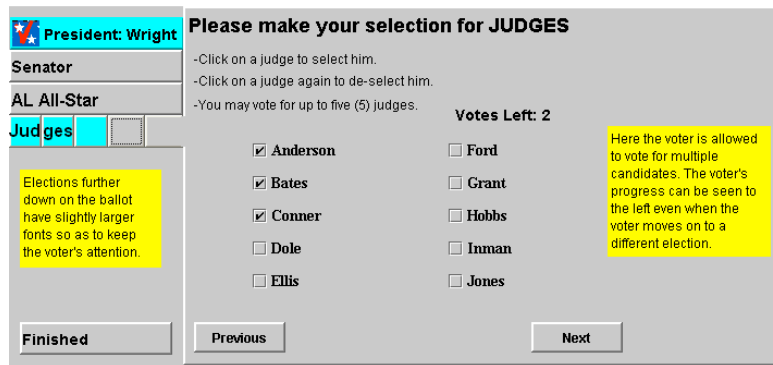 President: Wright
Senator
AL All-Star
Judges
Elections further
down on the ballot
have slightly larger
fonts so as to keep
the voter's attention.
Finished
Please make your selection for JUDGES
-Click on a judge to select him.
-Click on a judge again to de-select him.
-You may vote for up to five (5) judges.
Votes Left: 2
Anderson
Bates
Conner
Dole
Ellis
Ford
Grant
Hobbs
Inman
Jones
Here the voter is allowed
to vote for multiple
candidates. The voter's
progress can be seen to
the left even when the
voter moves on to a
different election.
Previous
Next